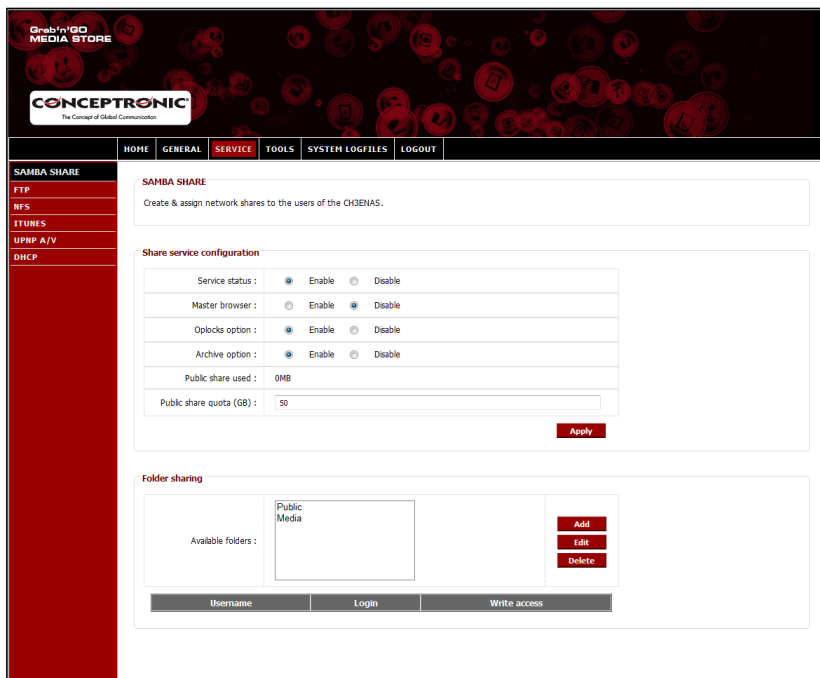 Grab'n'GO
MEDIA STORE
CONCEPTRONIC®
The Concept of Global Communication
HOME GENERAL SERVICE TOOLS SYSTEM LOGFILES LOGOUT
SAMBA SHARE
FTP
NFS
ITUNES
UPNP A/V
DHCP
SAMBA SHARE
Create & assign network shares to the users of the CH3ENAS.
Share service configuration
Service status : Enable Disable
Master browser : Enable Disable
Oplocks option : Enable Disable
Archive option : Enable Disable
Public share used : 0MB
Public share quota (GB) : 50
Apply
Folder sharing
Available folders :
Public
Media
Add
Edit
Delete
Username Login Write access